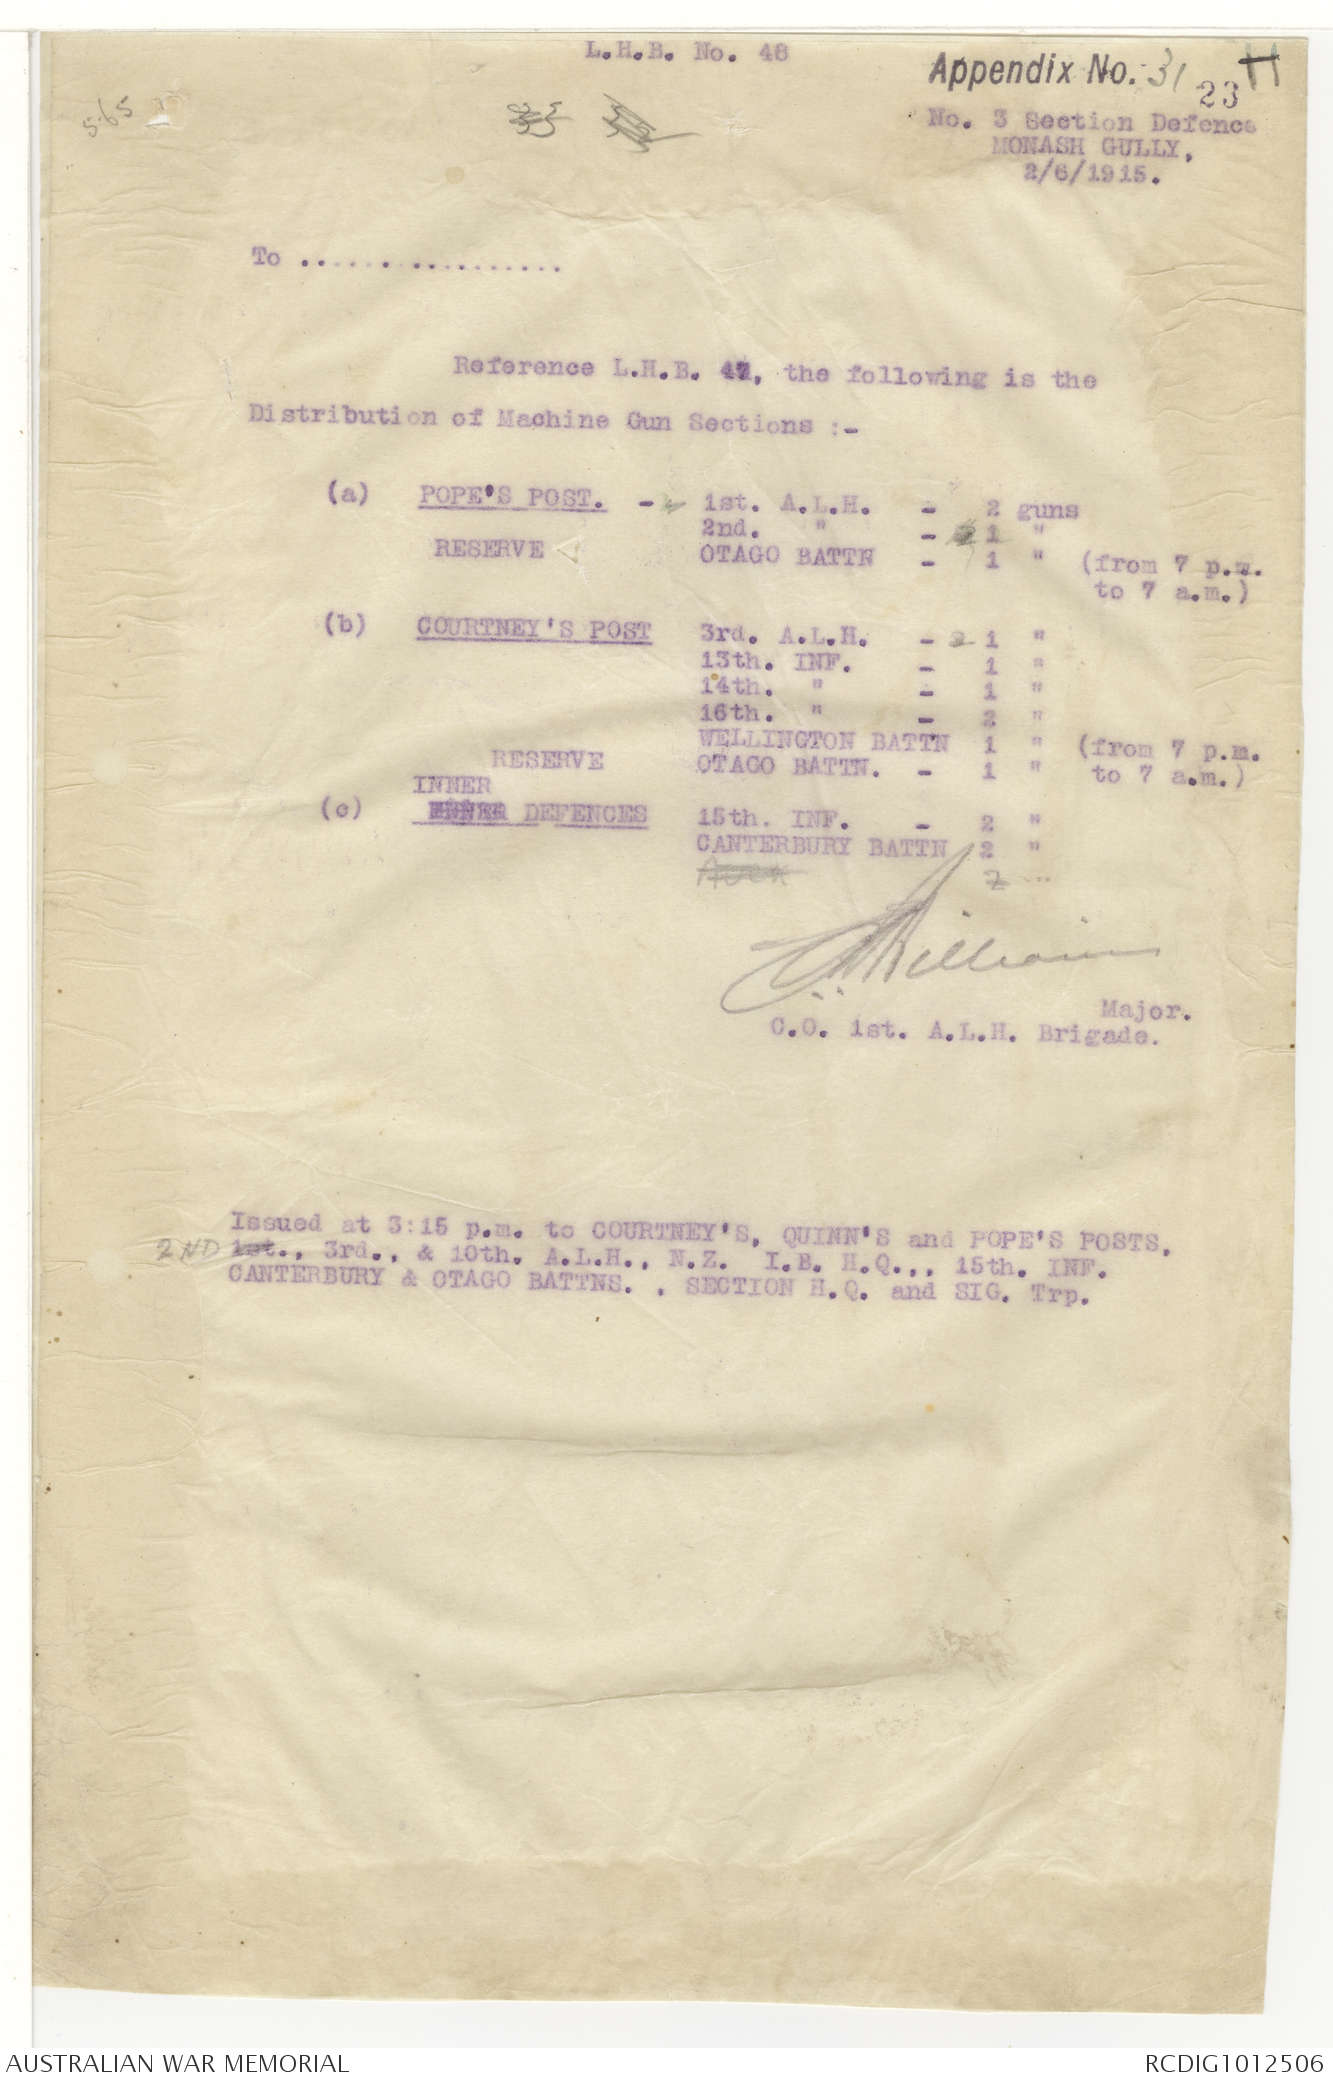 L.H.B. No. 48
Appendix No. 31
23 H
565
No. 3 Section Defence
MONASH GULLY,
2/6/1915.
To .................
Reference L.H.B. 47, the following is the
Distribution of Machine Gun Sections :-
(a) POPE'S POST. - 1st. A.L.H. - 2 guns
2nd. " - 1 "
RESERVE OTAGO BATTN - 1 " (from 7 p.m.
to 7 a.m.)
(b) COURTNEY'S POST 3rd. A.L.H. - 2 1 "
13th. INF. - 1 "
14th. " - 1 "
16th. " - 2 "
WELLINGTON BATTN 1 " (from 7 p.m.
RESERVE OTAGO BATTN. - 1 " to 7 a.m.)
INNER
(c) DEFENCES 15th. INF. - 2 "
CANTERBURY BATTN 2 "
Auck 2 "
Major.
C.O. 1st. A.L.H. Brigade.
Issued at 3:15 p.m. to COURTNEY'S, QUINN'S and POPE'S POSTS,
2ND 1st., 3rd., & 10th. A.L.H., N.Z. I.B. H.Q.,, 15th. INF.
CANTERBURY & OTAGO BATTNS. , SECTION H.Q. and SIG. Trp.
AUSTRALIAN WAR MEMORIAL
RCDIG1012506